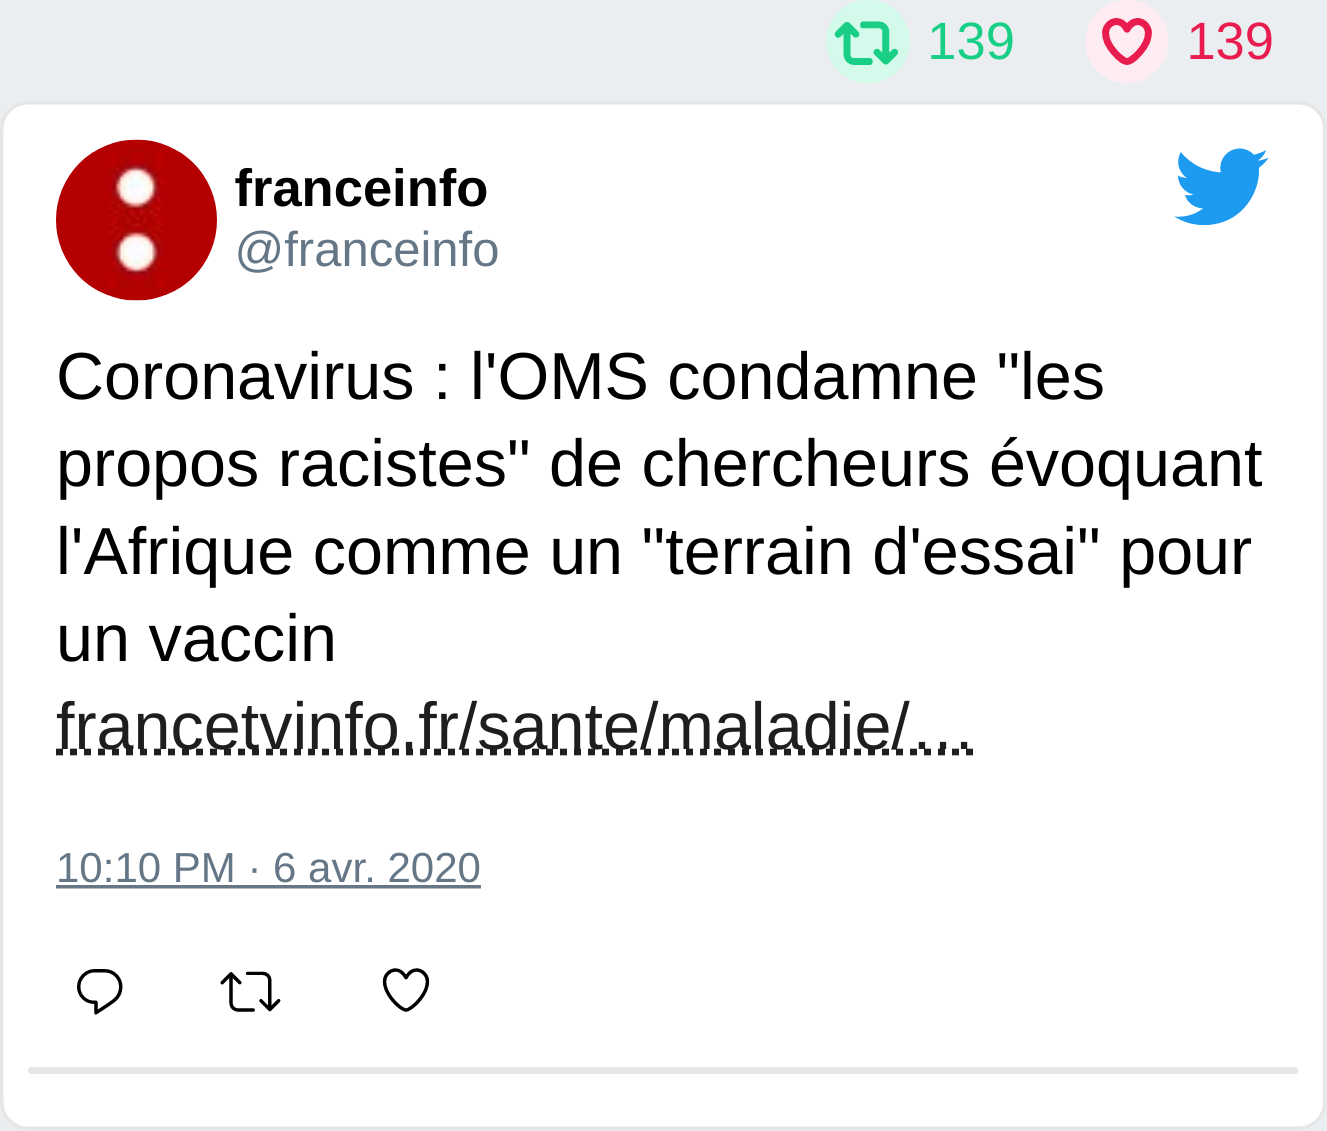 139 139
franceinfo
@franceinfo
Coronavirus : l'OMS condamne "les
propos racistes" de chercheurs évoquant
l'Afrique comme un "terrain d'essai" pour
un vaccin
francetvinfo.fr/sante/maladie/...
10:10 PM · 6 avr. 2020